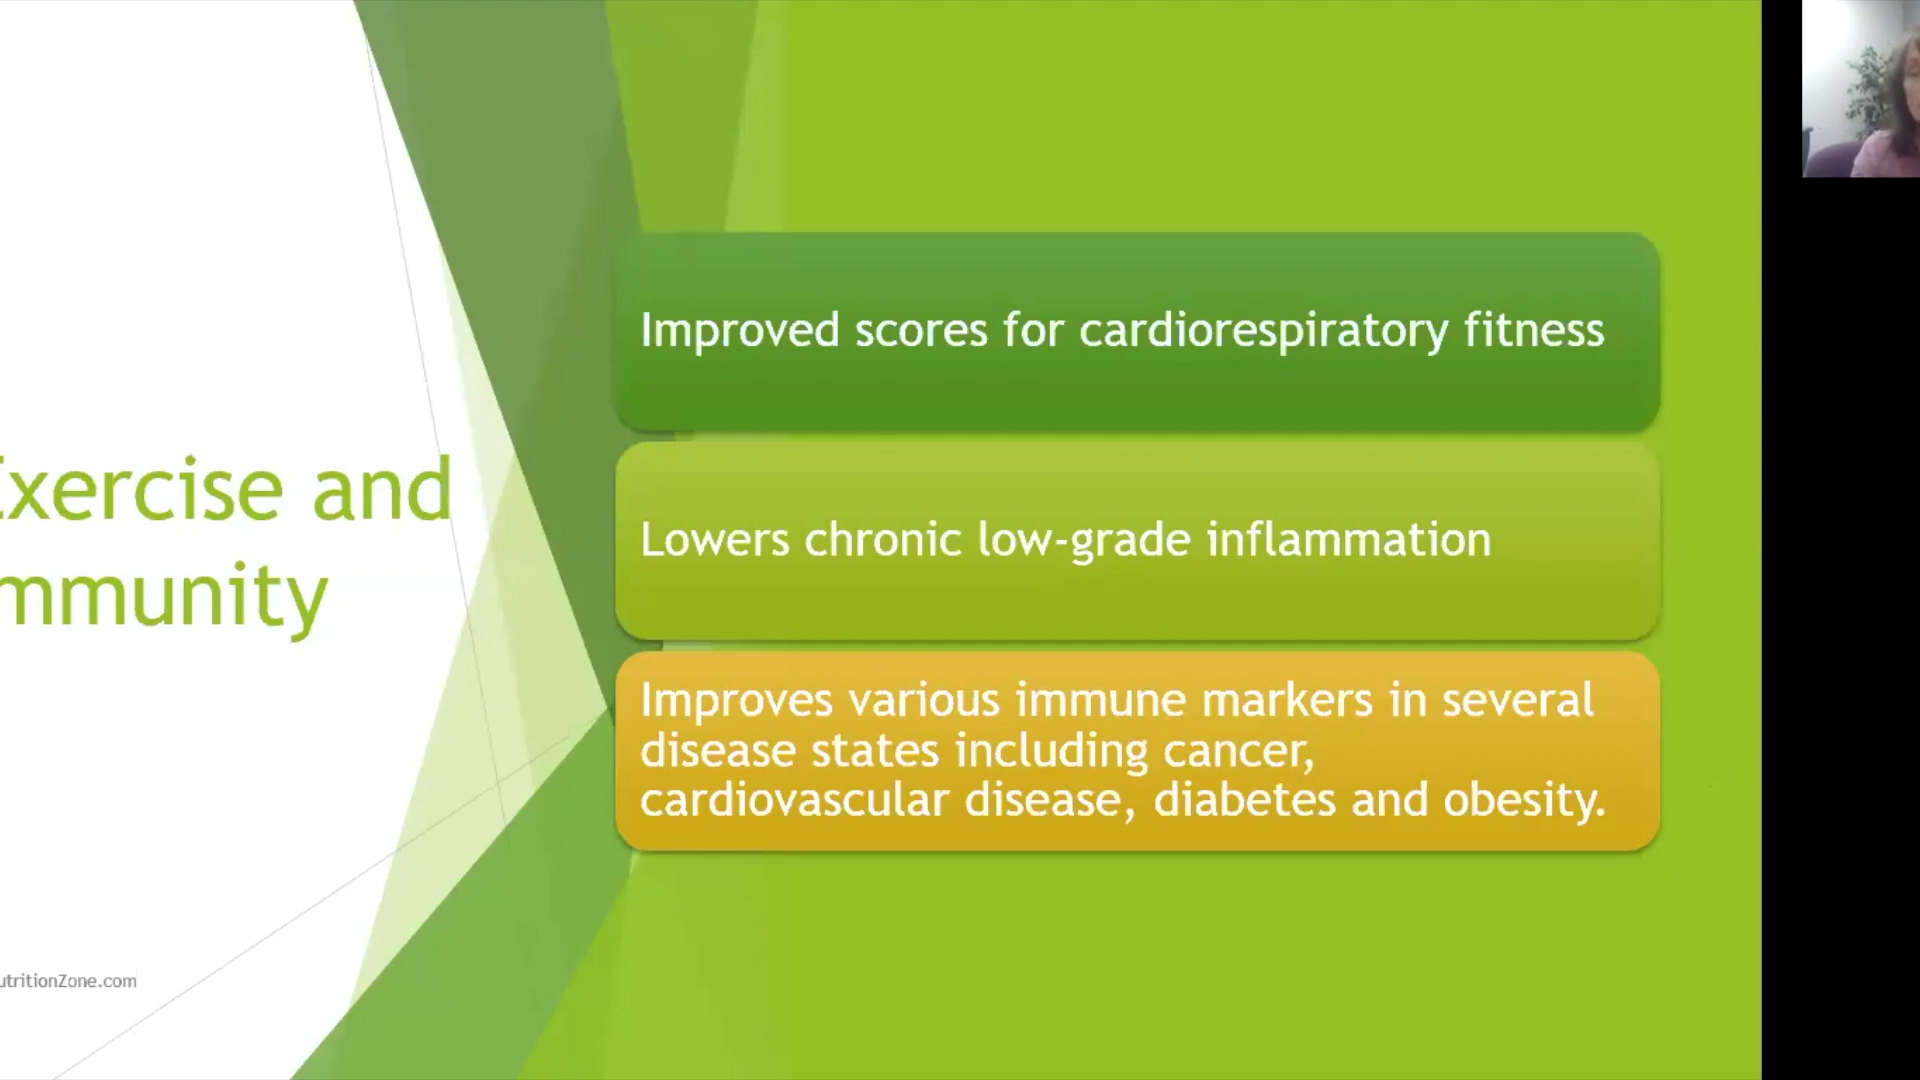 Exercise and
mmunity
Improved scores for cardiorespiratory fitness
Lowers chronic low-grade inflammation
Improves various immune markers in several
disease states including cancer,
cardiovascular disease, diabetes and obesity.
utritionZone.com